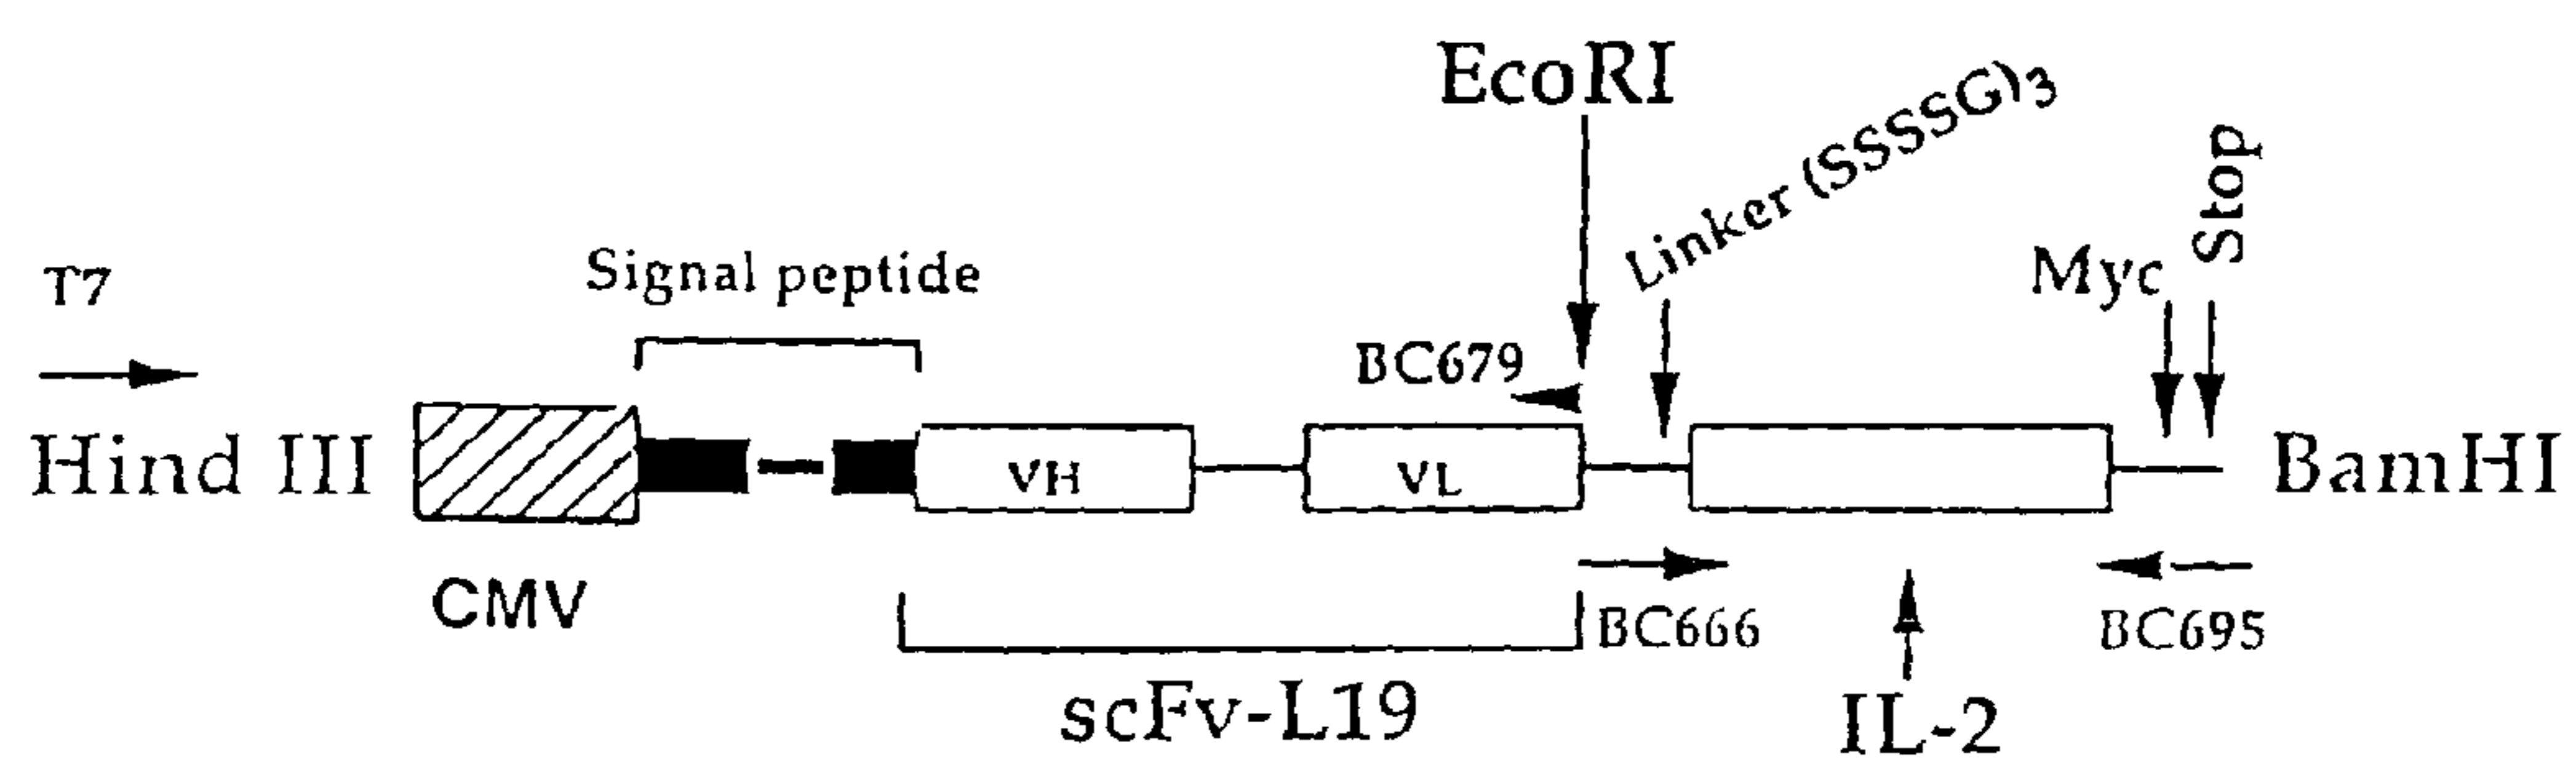 EcoRI
Linker (SSSSG)3
Stop
T7
Signal peptide
Myc
BC679
Hind III
VH
VL
BamHI
CMV
BC666
BC695
scFv-L19
IL-2